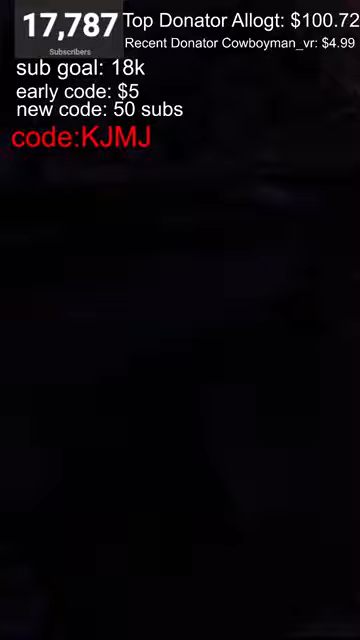 17,787
Subscribers
Top Donator Allogt: $100.72
Recent Donator Cowboyman_vr: $4.99
sub goal: 18k
early code: $5
new code: 50 subs
code:KJMJ